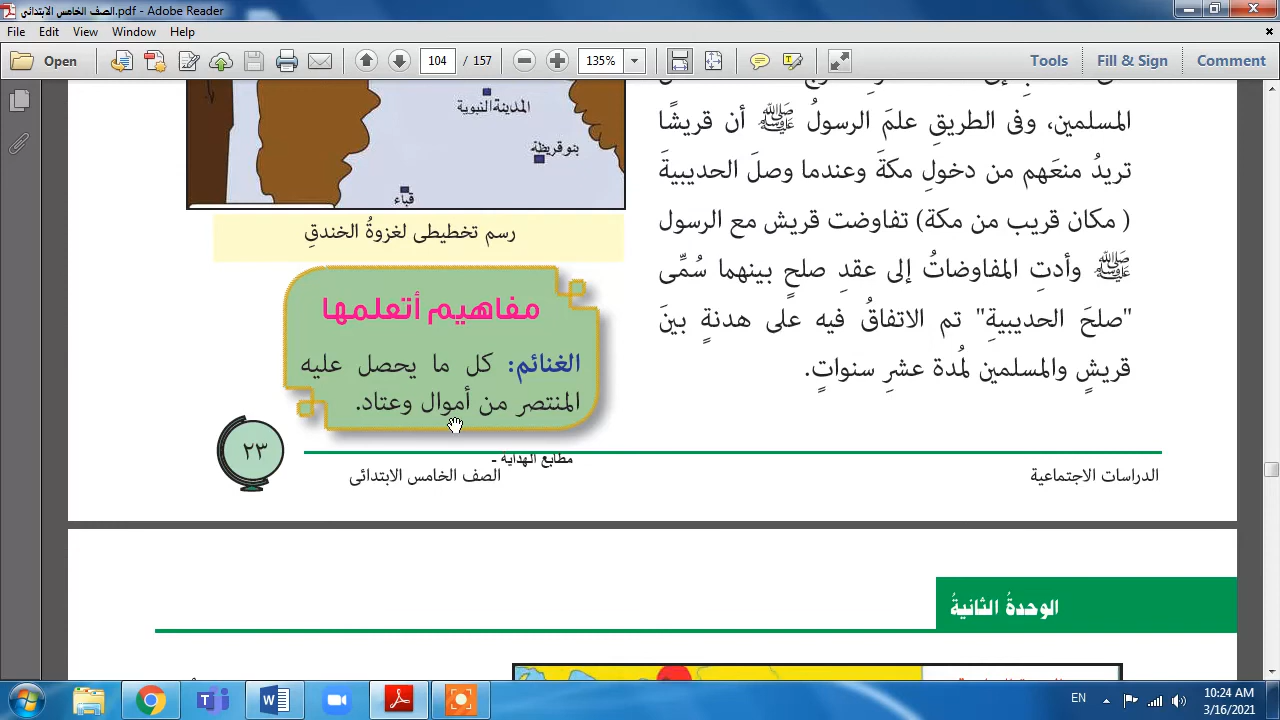 الصف الخامس الابتدائى.pdf - Adobe Reader
File Edit View Window Help
Open
104 / 157
135%
Tools Fill & Sign Comment
المسلمين، وفى الطريقِ علمَ الرسولُ ﷺ أن قريشًا
تريدُ منعَهم من دخولِ مكةَ وعندما وصلَ الحديبيةَ
( مكان قريب من مكة) تفاوضت قريش مع الرسول
ﷺ وأدتِ المفاوضاتُ إلى عقدِ صلحٍ بينهما سُمِّى
"صلحَ الحديبيةِ" تم الاتفاقُ فيه على هدنةٍ بينَ
قريشٍ والمسلمين لمُدة عشرِ سنواتٍ.
المدينة النبوية
بنو قريظة
قباء
رسم تخطيطى لغزوةُ الخندقِ
مفاهيم أتعلمها
الغنائم: كل ما يحصل عليه
المنتصر من أموال وعتاد.
٢٣
مطابع الهداية -
الدراسات الاجتماعية
الصف الخامس الابتدائى
الوحدةُ الثانيةُ
EN
10:24 AM
3/16/2021